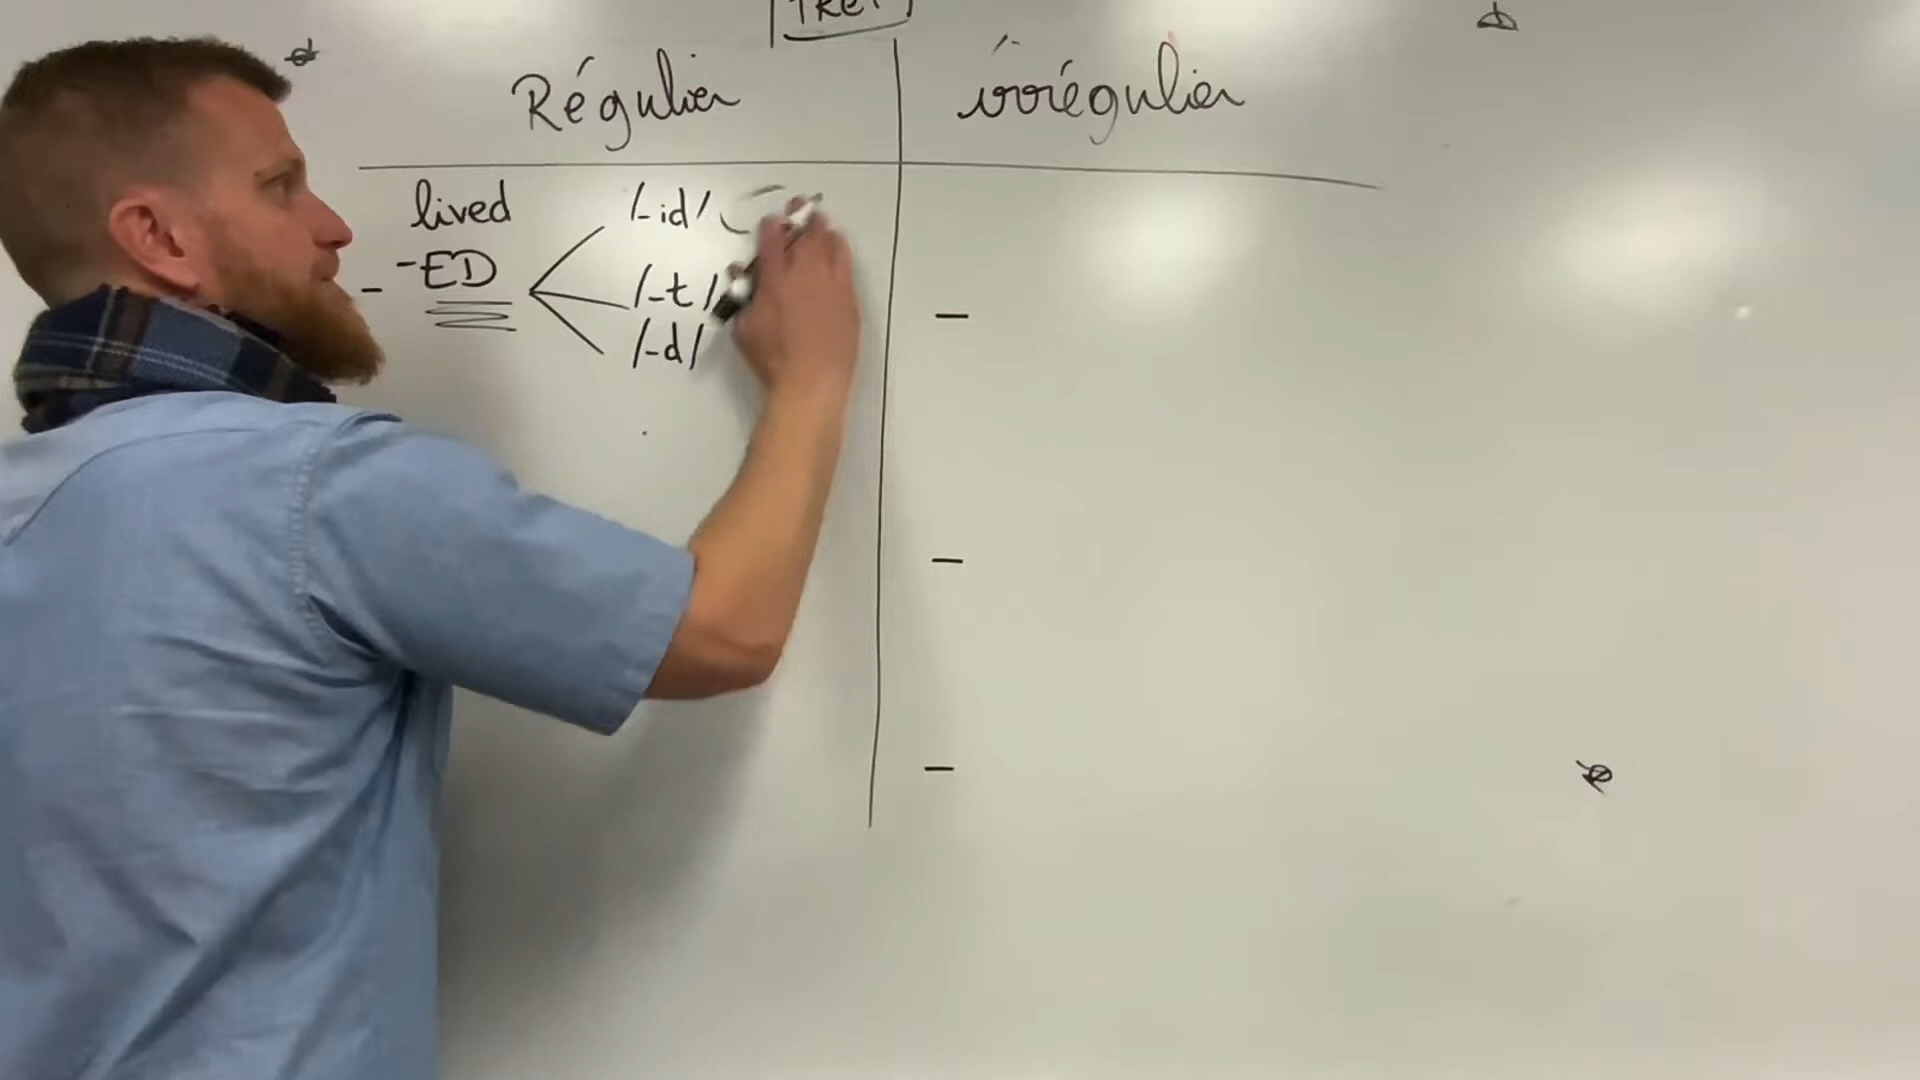 Régulier irrégulier
lived /-id/
- -ED /-t/
/-d/
-
-
-